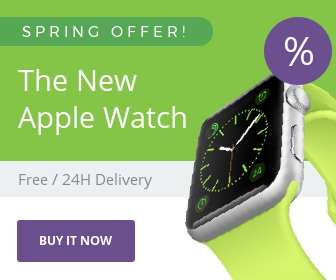 SPRING OFFER!
%
The New
Apple Watch
Free / 24H Delivery
BUY IT NOW